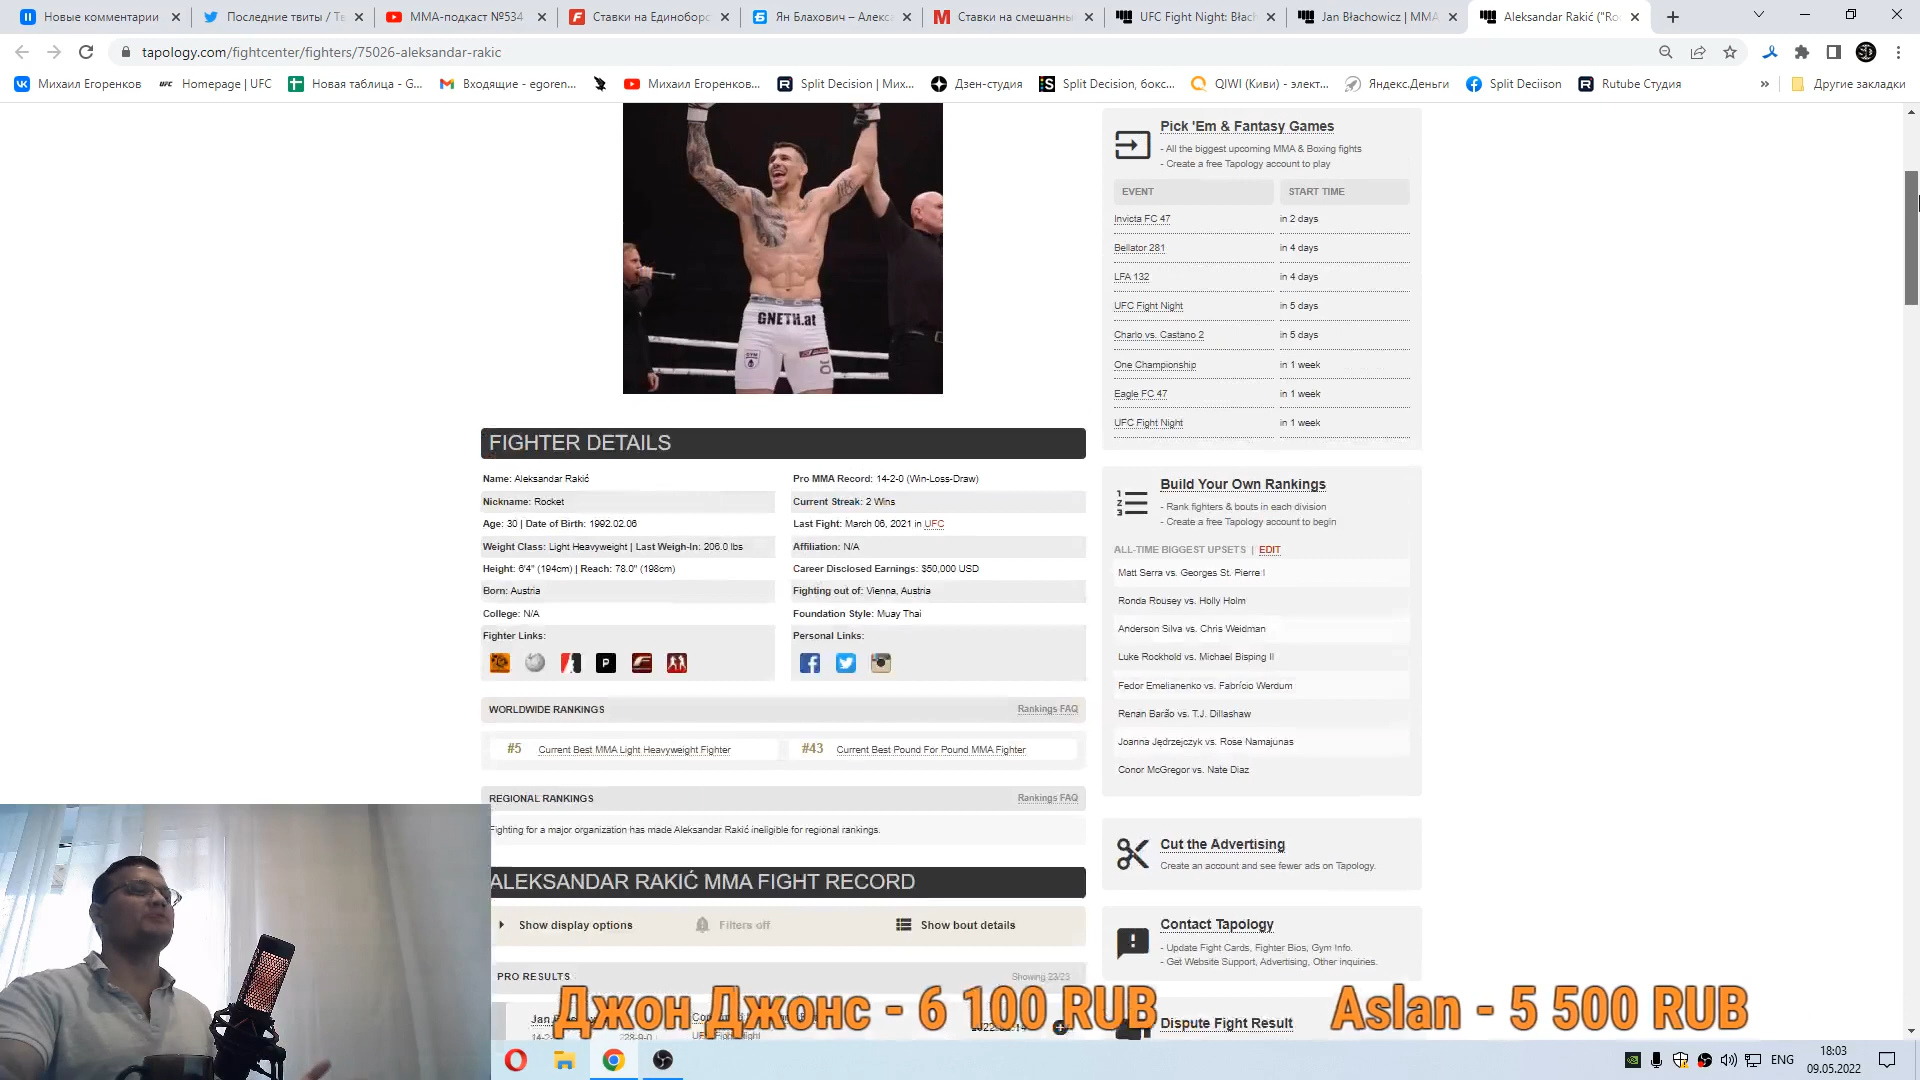 Новые комментарии
Последние твиты / Тв
ММА-подкаст №534
Ставки на Единоборс
Ян Блахович – Алекса
Ставки на смешанны
UFC Fight Night: Błach
Jan Błachowicz | MMA
Aleksandar Rakić ("Roc
tapology.com/fightcenter/fighters/75026-aleksandar-rakic
Михаил Егоренков
Homepage | UFC
Новая таблица - G...
Входящие - egoren...
Михаил Егоренков...
Split Decision | Мих...
Дзен-студия
Split Decision, бокс...
QIWI (Киви) - элект...
Яндекс.Деньги
Split Deciison
Rutube Студия
»
Другие закладки
GNETH.at
FIGHTER DETAILS
Name: Aleksandar Rakić
Pro MMA Record: 14-2-0 (Win-Loss-Draw)
Nickname: Rocket
Current Streak: 2 Wins
Age: 30 | Date of Birth: 1992.02.06
Last Fight: March 06, 2021 in UFC
Weight Class: Light Heavyweight | Last Weigh-In: 206.0 lbs
Affiliation: N/A
Height: 6'4" (194cm) | Reach: 78.0" (198cm)
Career Disclosed Earnings: $50,000 USD
Born: Austria
Fighting out of: Vienna, Austria
College: N/A
Foundation Style: Muay Thai
Fighter Links:
Personal Links:
WORLDWIDE RANKINGS
Rankings FAQ
#5 Current Best MMA Light Heavyweight Fighter
#43 Current Best Pound For Pound MMA Fighter
REGIONAL RANKINGS
Rankings FAQ
Fighting for a major organization has made Aleksandar Rakić ineligible for regional rankings.
ALEKSANDAR RAKIĆ MMA FIGHT RECORD
Show display options
Filters off
Show bout details
PRO RESULTS
Showing 23/23
Pick 'Em & Fantasy Games
- All the biggest upcoming MMA & Boxing fights
- Create a free Tapology account to play
EVENT
START TIME
Invicta FC 47
in 2 days
Bellator 281
in 4 days
LFA 132
in 4 days
UFC Fight Night
in 5 days
Charlo vs. Castano 2
in 5 days
One Championship
in 1 week
Eagle FC 47
in 1 week
UFC Fight Night
in 1 week
Build Your Own Rankings
- Rank fighters & bouts in each division
- Create a free Tapology account to begin
ALL-TIME BIGGEST UPSETS | EDIT
Matt Serra vs. Georges St. Pierre I
Ronda Rousey vs. Holly Holm
Anderson Silva vs. Chris Weidman
Luke Rockhold vs. Michael Bisping II
Fedor Emelianenko vs. Fabrício Werdum
Renan Barão vs. T.J. Dillashaw
Joanna Jędrzejczyk vs. Rose Namajunas
Conor McGregor vs. Nate Diaz
Cut the Advertising
Create an account and see fewer ads on Tapology.
Contact Tapology
- Update Fight Cards, Fighter Bios, Gym Info.
- Get Website Support, Advertising, Other inquiries.
Dispute Fight Result
Джон Джонс - 6 100 RUB
Aslan - 5 500 RUB
ENG
18:03
09.05.2022